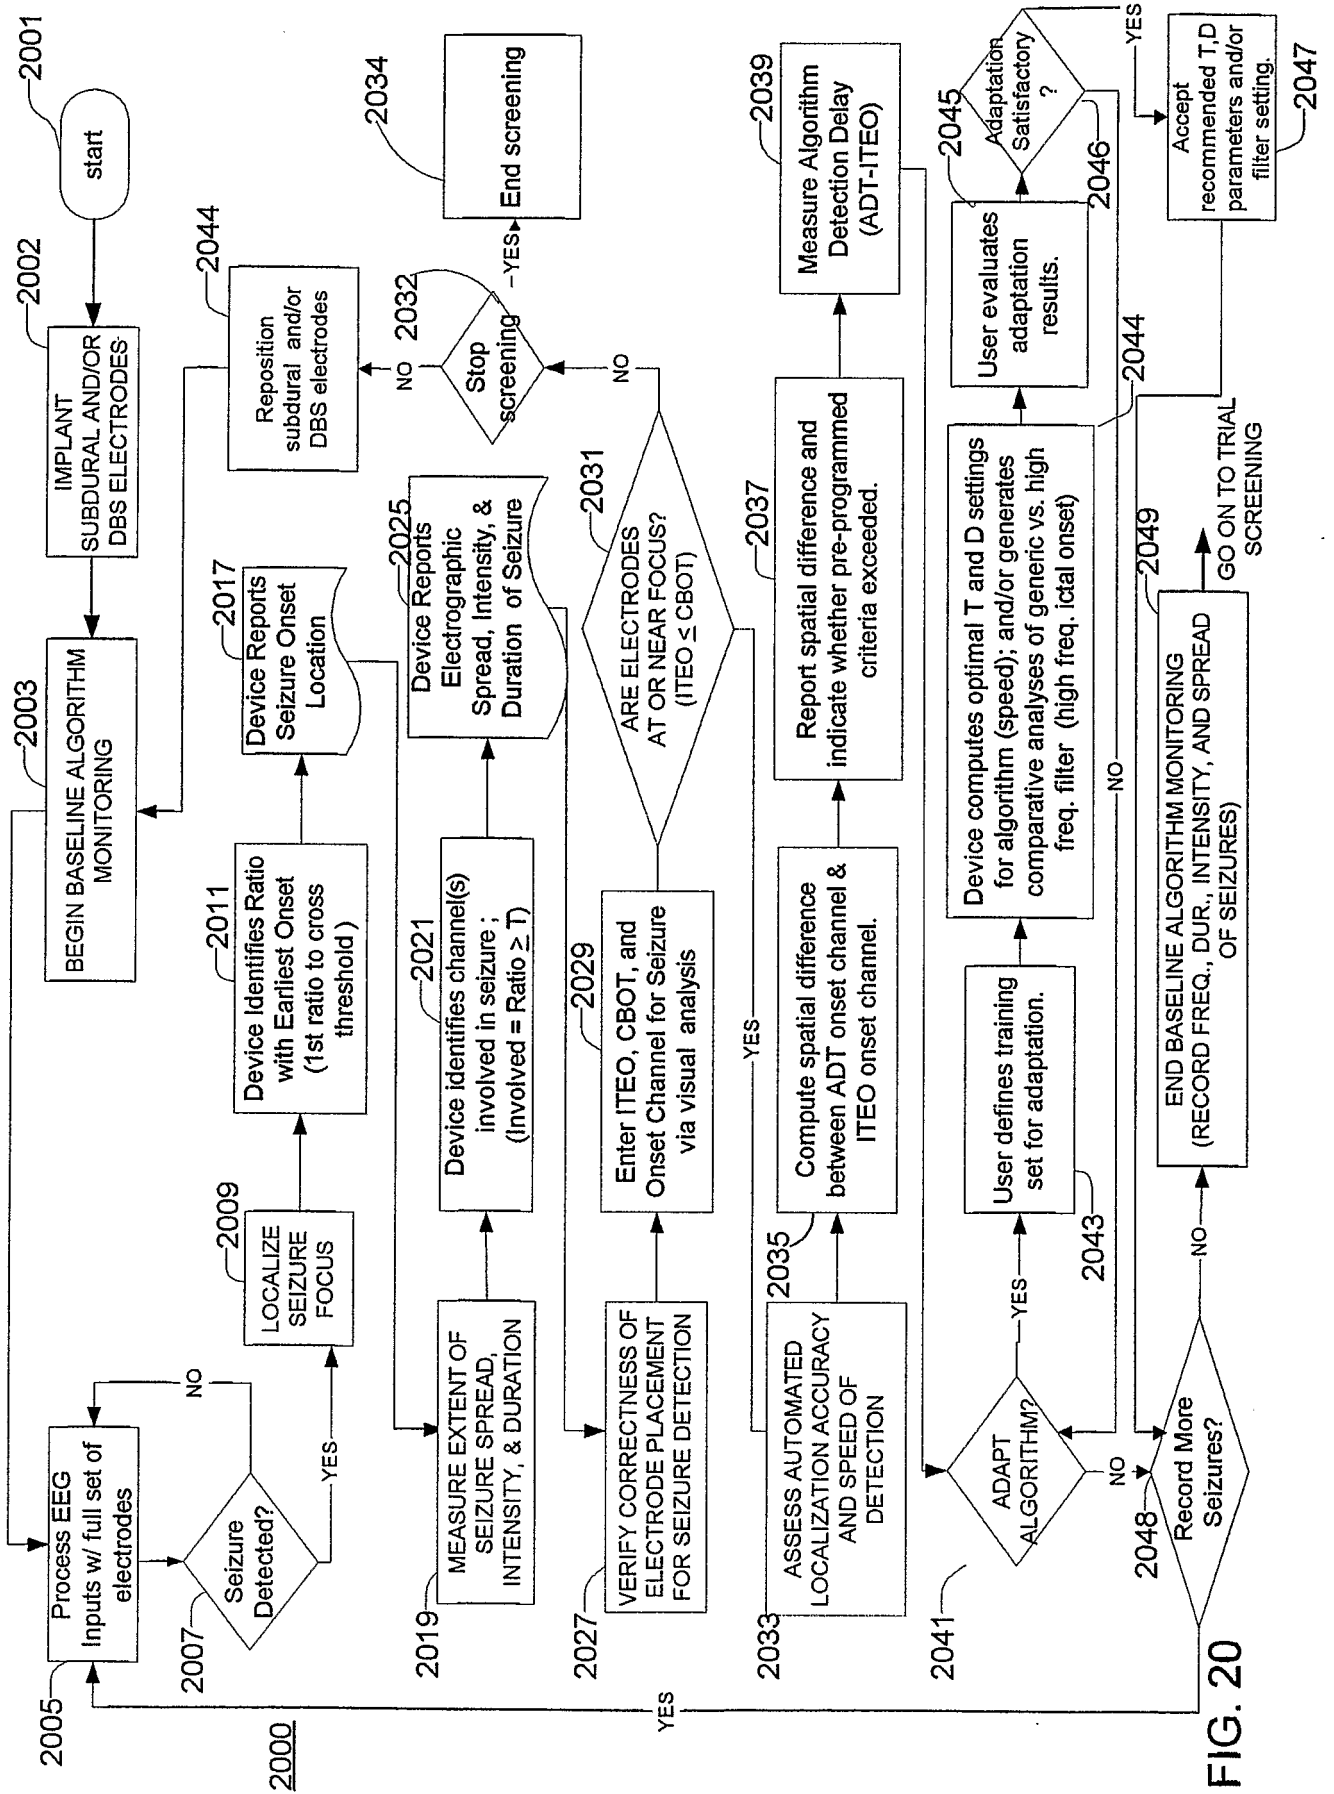 2001
start
2002
IMPLANT
SUBDURAL AND/OR
DBS ELECTRODES
2003
BEGIN BASELINE ALGORITHM
MONITORING
2005
Process EEG
Inputs w/ full set of
electrodes
2000
2007
Seizure
Detected?
NO
YES
2009
LOCALIZE
SEIZURE
FOCUS
2011
Device Identifies Ratio
with Earliest Onset
(1st ratio to cross
threshold )
2017
Device Reports
Seizure Onset
Location
2044
Reposition
subdural and/or
DBS electrodes
2034
End screening
2019
MEASURE EXTENT OF
SEIZURE SPREAD,
INTENSITY, & DURATION
2021
Device identifies channel(s)
involved in seizure ;
(Involved = Ratio ≥ T)
2025
Device Reports
Electrographic
Spread, Intensity, &
Duration of Seizure
2032
Stop
screening
NO
YES
2027
VERIFY CORRECTNESS OF
ELECTRODE PLACEMENT
FOR SEIZURE DETECTION
2029
Enter ITEO, CBOT, and
Onset Channel for Seizure
via visual analysis
2031
ARE ELECTRODES
AT OR NEAR FOCUS?
(ITEO ≤ CBOT)
NO
YES
2033
ASSESS AUTOMATED
LOCALIZATION ACCURACY
AND SPEED OF
DETECTION
2035
Compute spatial difference
between ADT onset channel &
ITEO onset channel.
2037
Report spatial difference and
indicate whether pre-programmed
criteria exceeded.
2039
Measure Algorithm
Detection Delay
(ADT-ITEO)
2041
ADAPT
ALGORITHM?
YES
NO
2043
User defines training
set for adaptation.
2044
Device computes optimal T and D settings
for algorithm (speed); and/or generates
comparative analyses of generic vs. high
freq. filter (high freq. ictal onset)
2045
User evaluates
adaptation
results.
2046
Adaptation
Satisfactory
?
NO
YES
2047
Accept
recommended T,D
parameters and/or
filter setting.
2048
Record More
Seizures?
YES
NO
2049
END BASELINE ALGORITHM MONITORING
(RECORD FREQ., DUR., INTENSITY, AND SPREAD
OF SEIZURES)
GO ON TO TRIAL
SCREENING
FIG. 20